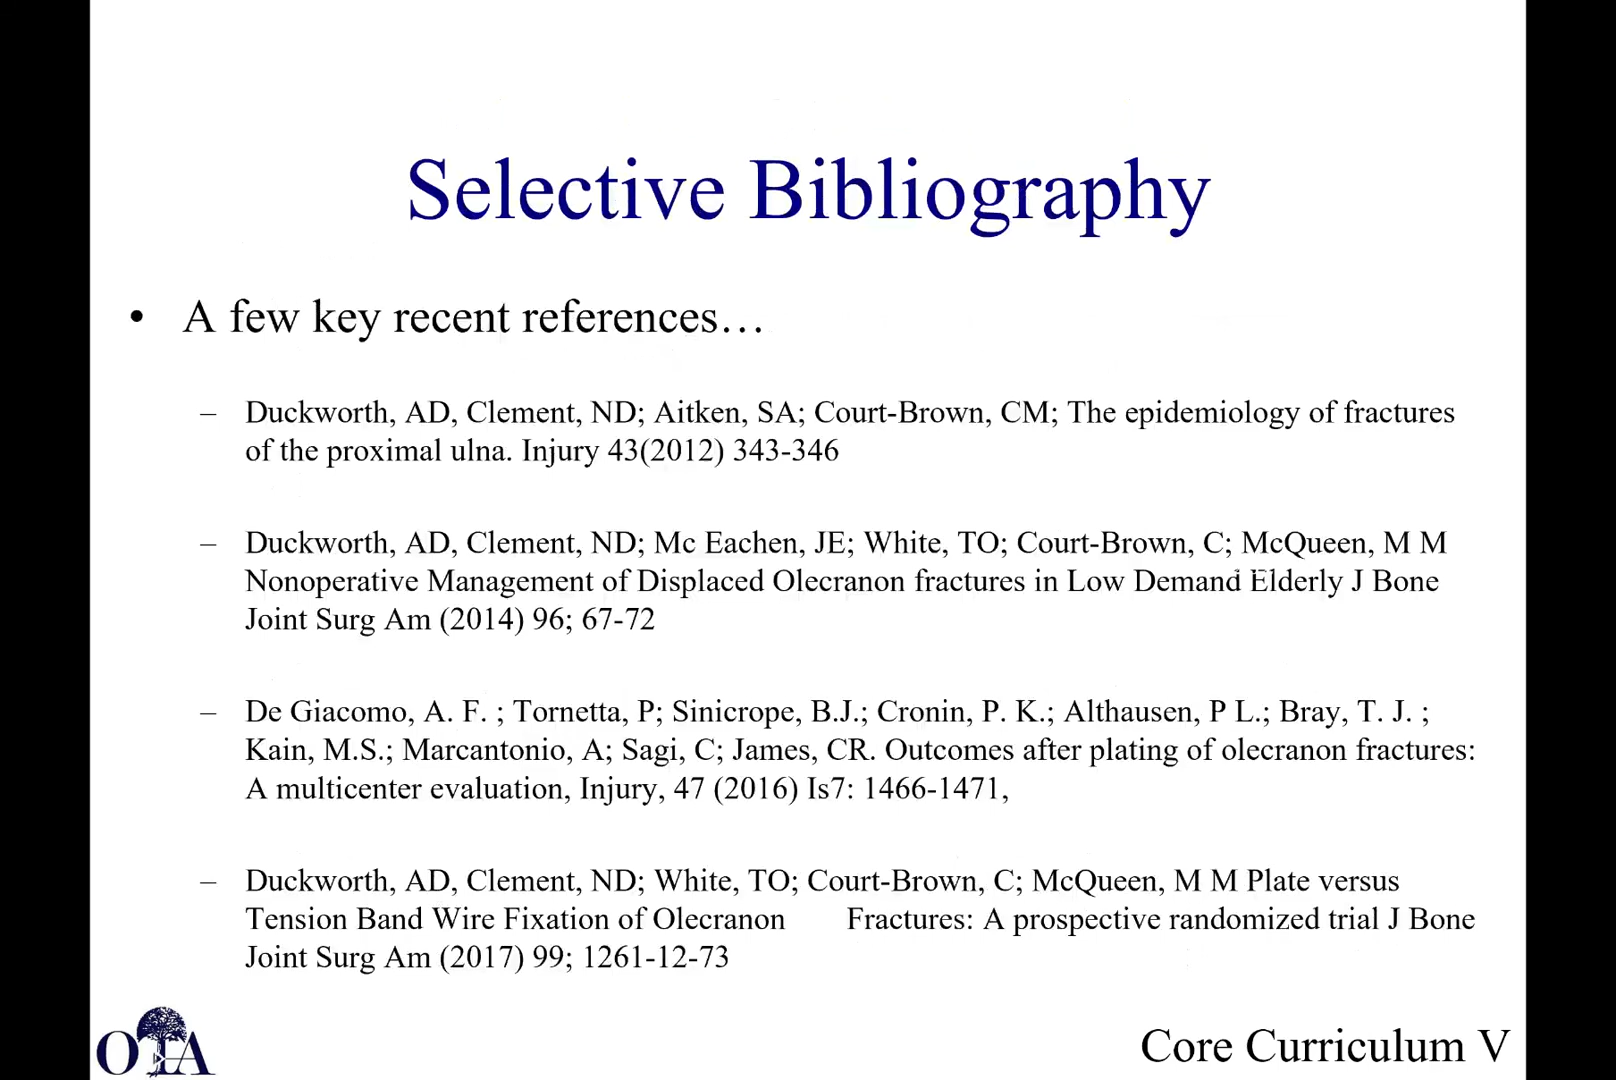 Selective Bibliography
• A few key recent references…
– Duckworth, AD, Clement, ND; Aitken, SA; Court-Brown, CM; The epidemiology of fractures
of the proximal ulna. Injury 43(2012) 343-346
– Duckworth, AD, Clement, ND; Mc Eachen, JE; White, TO; Court-Brown, C; McQueen, M M
Nonoperative Management of Displaced Olecranon fractures in Low Demand Elderly J Bone
Joint Surg Am (2014) 96; 67-72
– De Giacomo, A. F. ; Tornetta, P; Sinicrope, B.J.; Cronin, P. K.; Althausen, P L.; Bray, T. J. ;
Kain, M.S.; Marcantonio, A; Sagi, C; James, CR. Outcomes after plating of olecranon fractures:
A multicenter evaluation, Injury, 47 (2016) Is7: 1466-1471,
– Duckworth, AD, Clement, ND; White, TO; Court-Brown, C; McQueen, M M Plate versus
Tension Band Wire Fixation of Olecranon Fractures: A prospective randomized trial J Bone
Joint Surg Am (2017) 99; 1261-12-73
OTA
Core Curriculum V